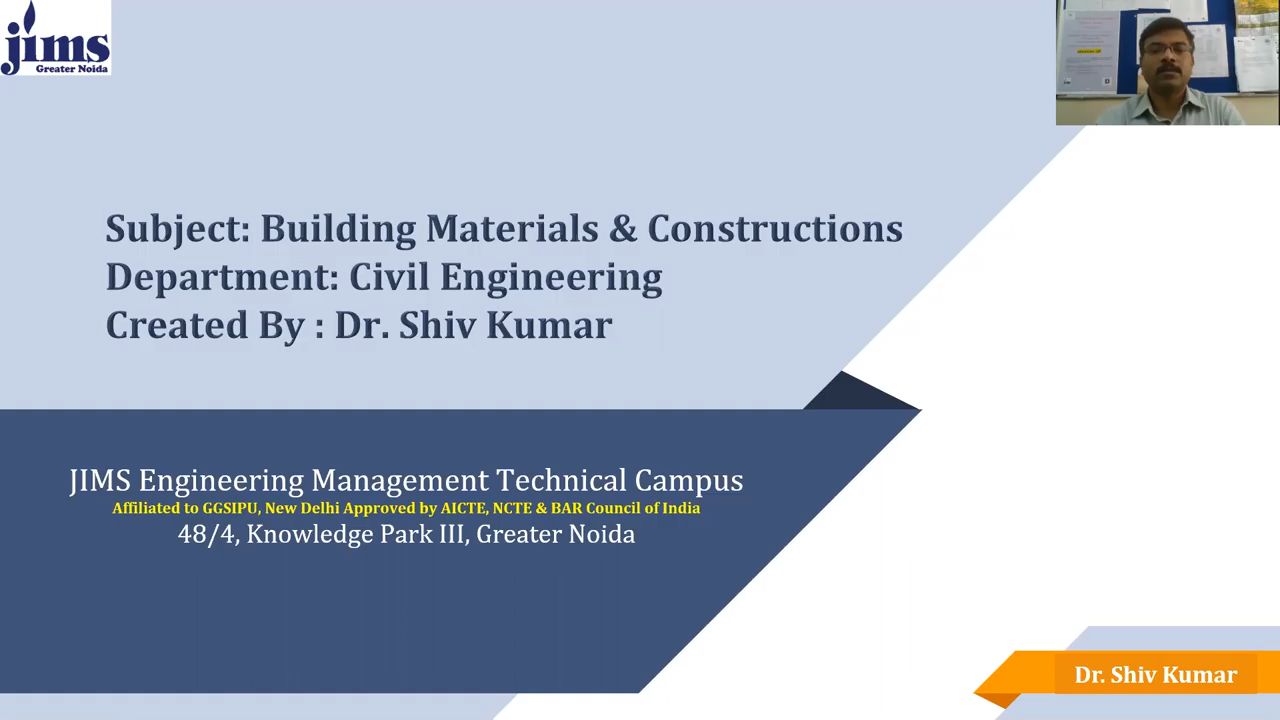 jims
Greater Noida
Subject: Building Materials & Constructions
Department: Civil Engineering
Created By : Dr. Shiv Kumar
JIMS Engineering Management Technical Campus
Affiliated to GGSIPU, New Delhi Approved by AICTE, NCTE & BAR Council of India
48/4, Knowledge Park III, Greater Noida
Dr. Shiv Kumar